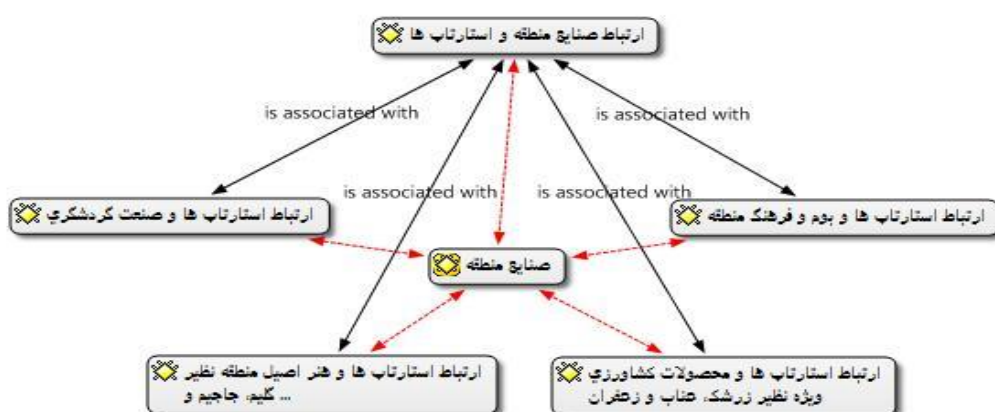 ارتباط صنایع منطقه و استارتاپ ها
is associated with
is associated with
is associated with
is associated with
ارتباط استارتاپ ها و صنعت گردشگري
ارتباط استارتاپ ها و بوم و فرهنگ منطقه
صنایع منطقه
ارتباط استارتاپ ها و هنر اصیل منطقه نظیر
گلیم، جاجیم و ...
ارتباط استارتاپ ها و محصولات کشاورزي
ویژه نظیر زرشک، عناب و زعفران